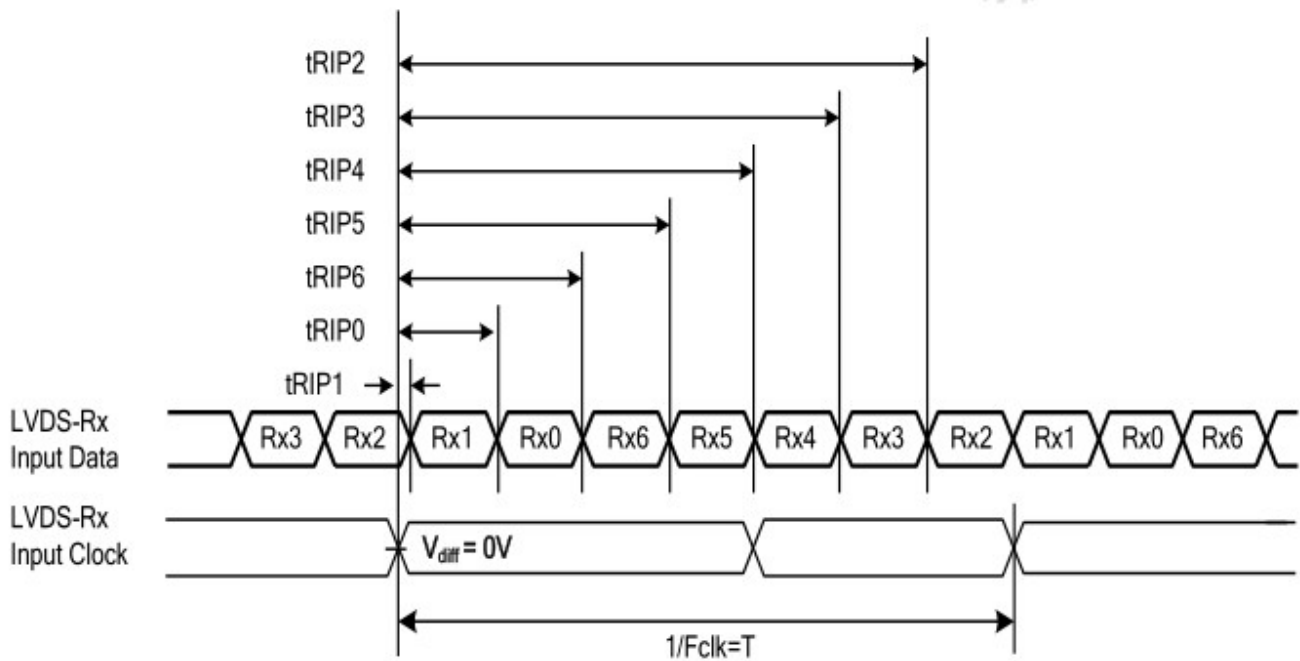 tRIP2
tRIP3
tRIP4
tRIP5
tRIP6
tRIP0
tRIP1
LVDS-Rx
Input Data
Rx3 Rx2 Rx1 Rx0 Rx6 Rx5 Rx4 Rx3 Rx2 Rx1 Rx0 Rx6
LVDS-Rx
Input Clock
Vdiff = 0V
1/Fclk=T